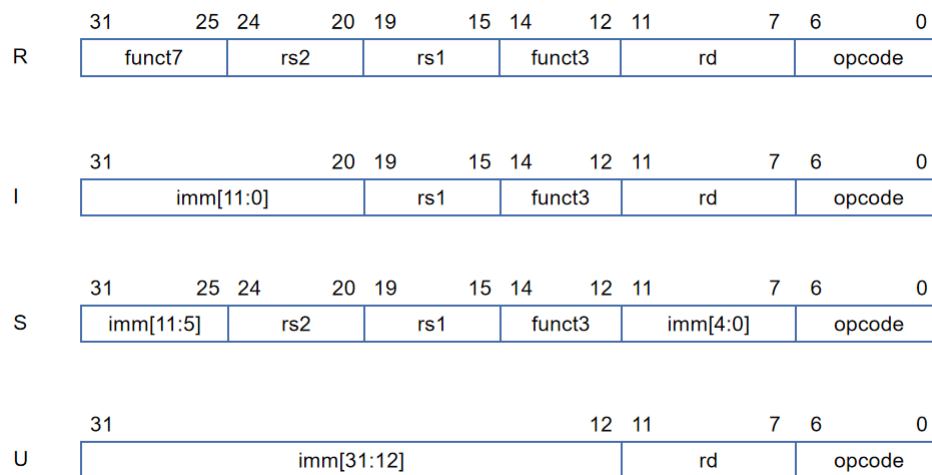 31 25 24 20 19 15 14 12 11 7 6 0
R funct7 rs2 rs1 funct3 rd opcode
31 20 19 15 14 12 11 7 6 0
I imm[11:0] rs1 funct3 rd opcode
31 25 24 20 19 15 14 12 11 7 6 0
S imm[11:5] rs2 rs1 funct3 imm[4:0] opcode
31 12 11 7 6 0
U imm[31:12] rd opcode